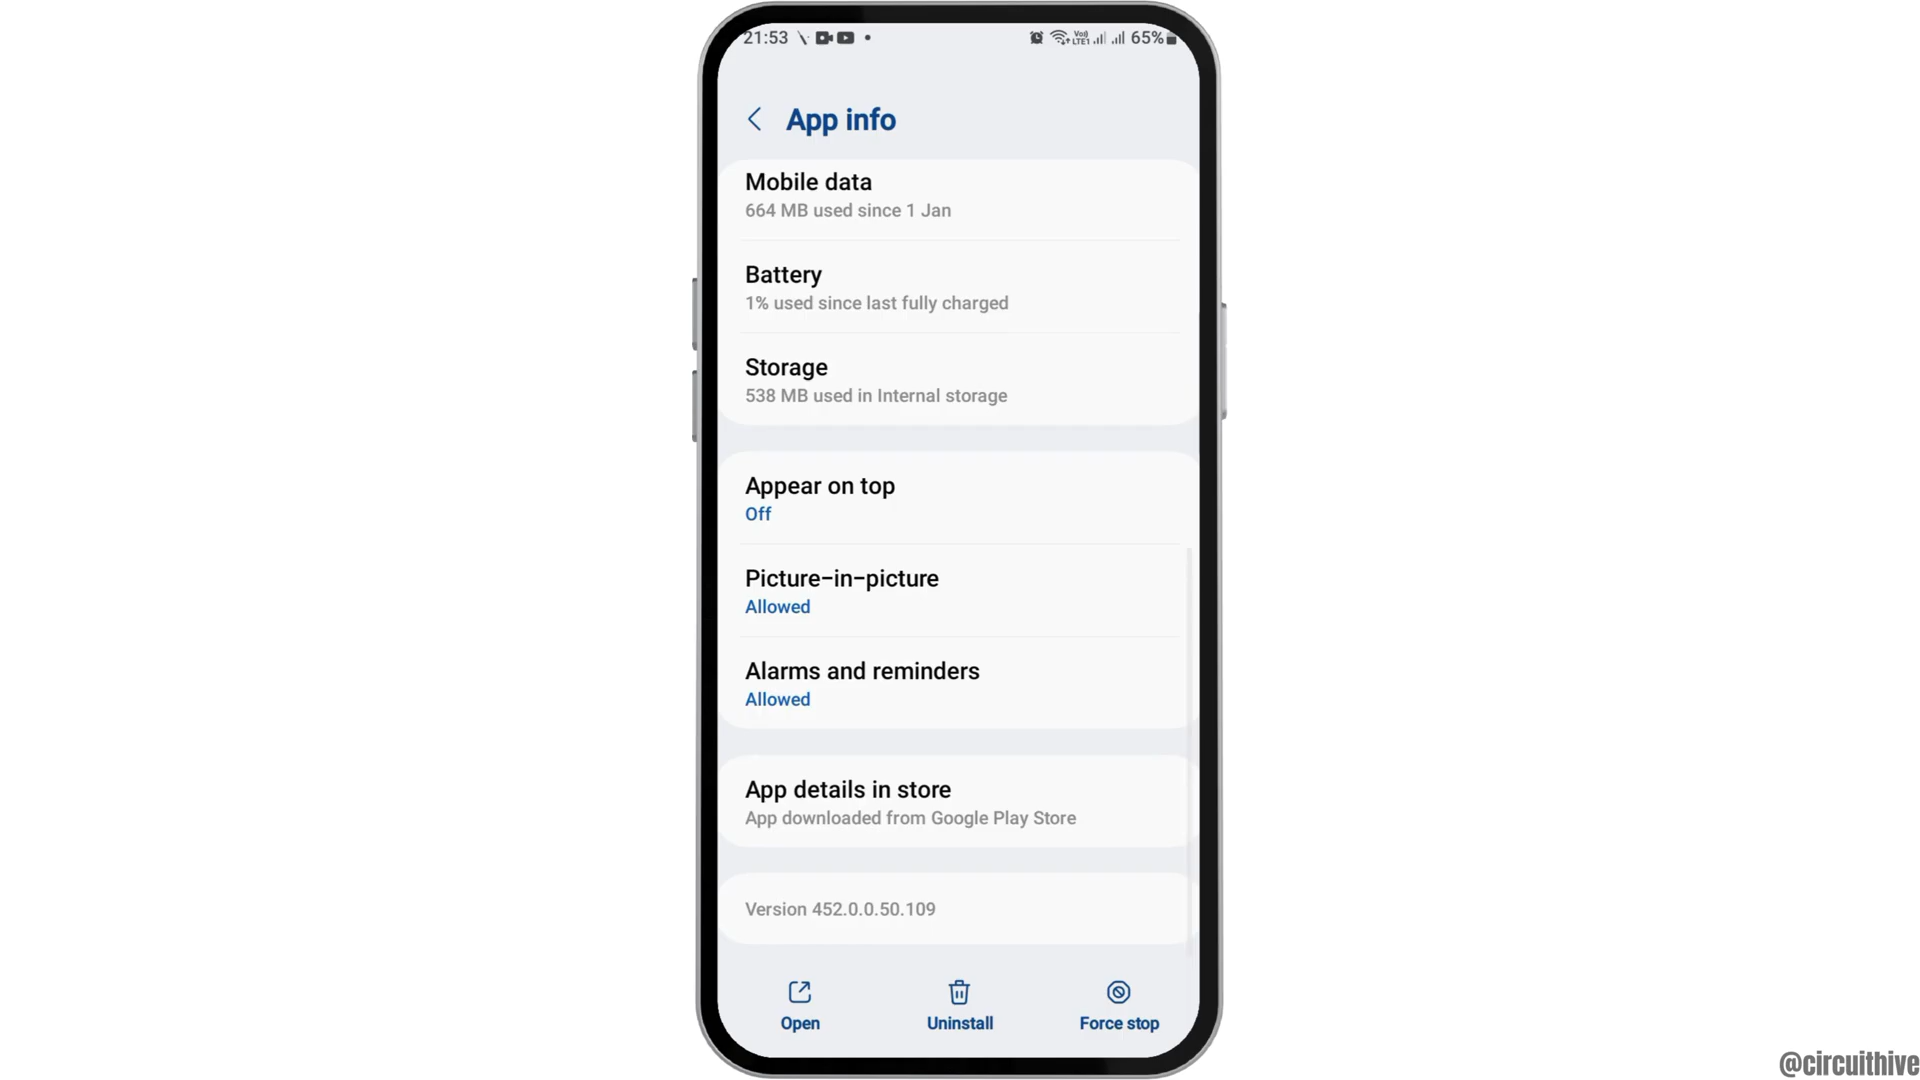 21:53 65%
Vo)
LTE1
App info
Mobile data
664 MB used since 1 Jan
Battery
1% used since last fully charged
Storage
538 MB used in Internal storage
Appear on top
Off
Picture-in-picture
Allowed
Alarms and reminders
Allowed
App details in store
App downloaded from Google Play Store
Version 452.0.0.50.109
Open Uninstall Force stop
@circuithive